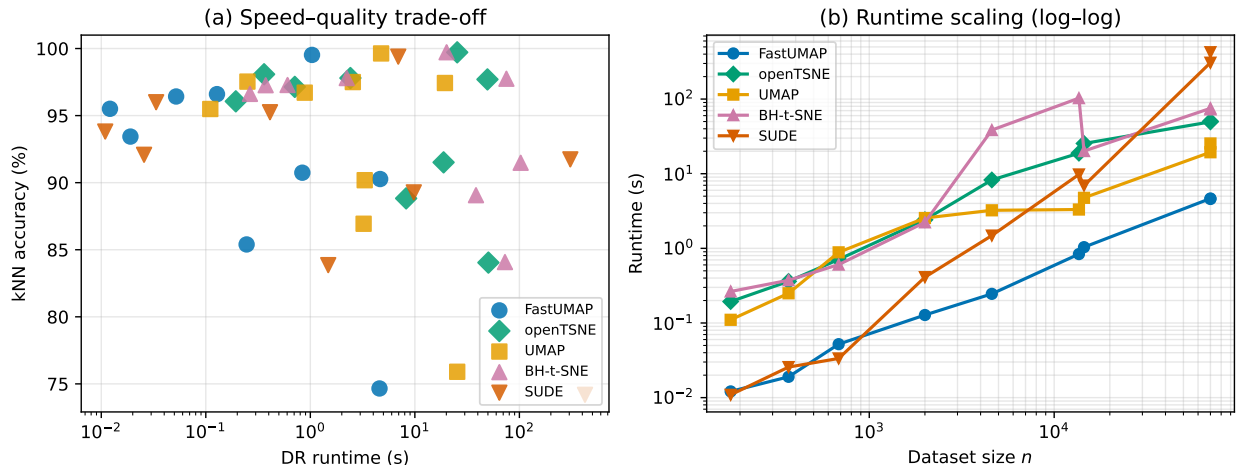 (a) Speed–quality trade-off
kNN accuracy (%)
100
95
90
85
80
75
10⁻²
10⁻¹
10⁰
10¹
10²
DR runtime (s)
FastUMAP
openTSNE
UMAP
BH-t-SNE
SUDE
(b) Runtime scaling (log–log)
Runtime (s)
10²
10¹
10⁰
10⁻¹
10⁻²
10³
10⁴
Dataset size n
FastUMAP
openTSNE
UMAP
BH-t-SNE
SUDE